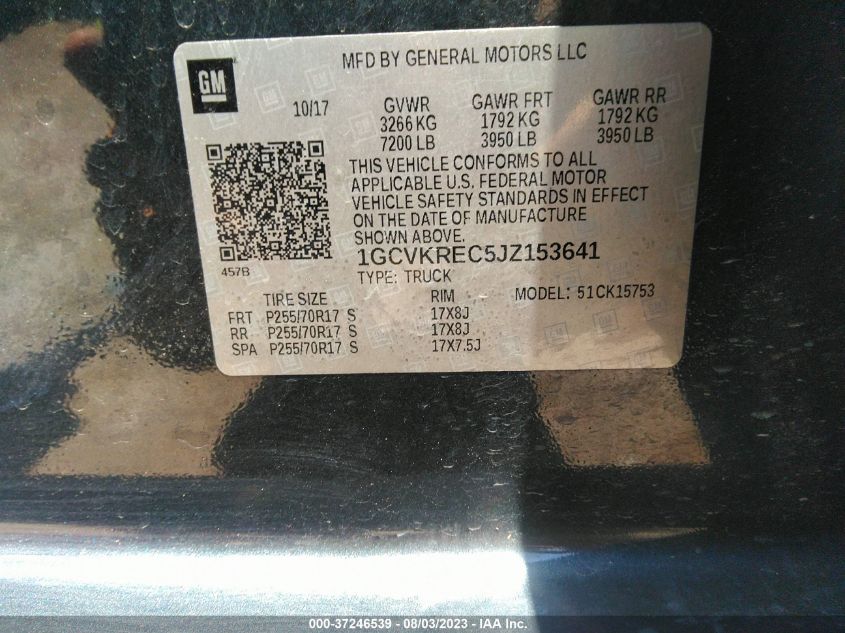 MFD BY GENERAL MOTORS LLC
GM
10/17
GVWR GAWR FRT GAWR RR
3266 KG 1792 KG 1792 KG
7200 LB 3950 LB 3950 LB
THIS VEHICLE CONFORMS TO ALL
APPLICABLE U.S. FEDERAL MOTOR
VEHICLE SAFETY STANDARDS IN EFFECT
ON THE DATE OF MANUFACTURE
SHOWN ABOVE.
457B
1GCVKREC5JZ153641
TYPE: TRUCK
MODEL: 51CK15753
TIRE SIZE RIM
FRT P255/70R17 S 17X8J
RR P255/70R17 S 17X8J
SPA P255/70R17 S 17X7.5J
000-37246539 - 08/03/2023 - IAA Inc.